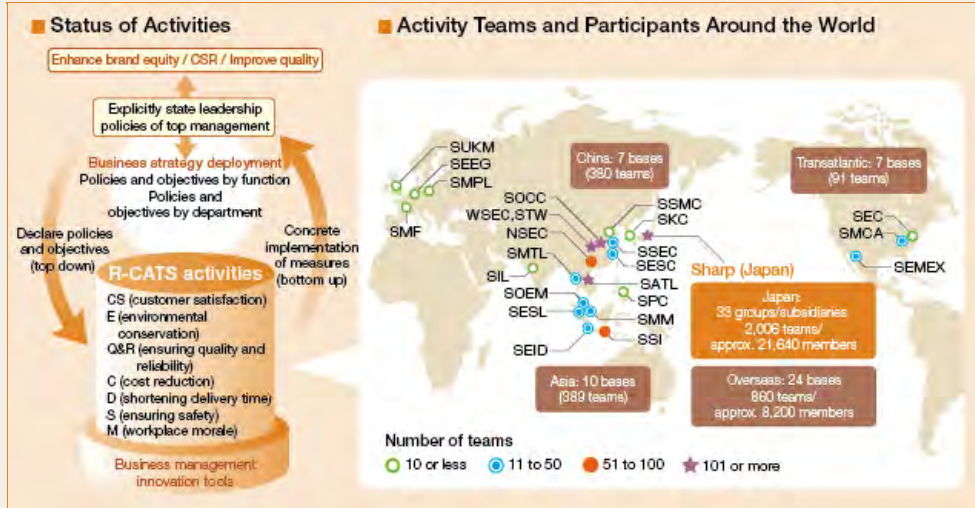 Status of Activities
Enhance brand equity / CSR / Improve quality
Explicitly state leadership
policies of top management
Business strategy deployment
Policies and objectives by function
Policies and
objectives by department
Declare policies
and objectives
(top down)
Concrete
implementation
of measures
(bottom up)
R-CATS activities
CS (customer satisfaction)
E (environmental
conservation)
Q&R (ensuring quality and
reliability)
C (cost reduction)
D (shortening delivery time)
S (ensuring safety)
M (workplace morale)
Business management
innovation tools
Activity Teams and Participants Around the World
SUKM
SEEG
SMPL
SMF
China: 7 bases
(380 teams)
SOCC
WSEC,STW
NSEC
SMTL
SIL
SOEM
SESL
SEID
SSMC
SKC
SSEC
SESC
SATL
SPC
SMM
SSI
Transatlantic: 7 bases
(91 teams)
SEC
SMCA
SEMEX
Sharp (Japan)
Japan:
33 groups/subsidiaries
2,006 teams/
approx. 21,640 members
Asia: 10 bases
(389 teams)
Overseas: 24 bases
860 teams/
approx. 8,200 members
Number of teams
10 or less
11 to 50
51 to 100
101 or more